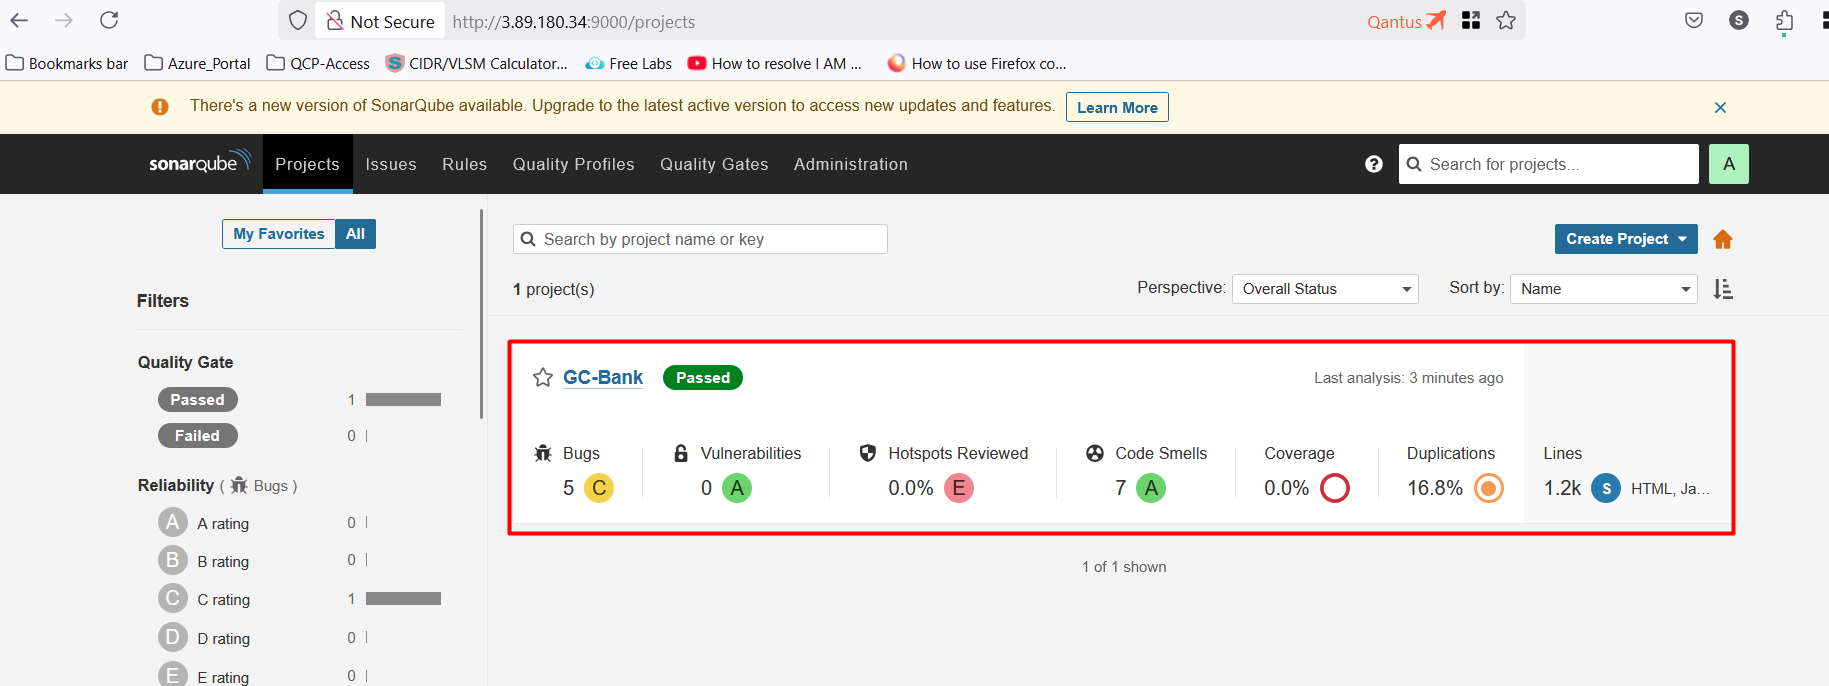 Not Secure
http://3.89.180.34:9000/projects
Qantus
S
Bookmarks bar
Azure_Portal
QCP-Access
S
CIDR/VLSM Calculator...
Free Labs
How to resolve I AM ...
How to use Firefox co...
There's a new version of SonarQube available. Upgrade to the latest active version to access new updates and features.
Learn More
sonarqube
Projects
Issues
Rules
Quality Profiles
Quality Gates
Administration
?
Search for projects...
A
My Favorites
All
Search by project name or key
Create Project
1 project(s)
Perspective:
Overall Status
Sort by:
Name
Filters
Quality Gate
Passed
1
Failed
0
Reliability ( Bugs )
A
A rating
0
B
B rating
0
C
C rating
1
D
D rating
0
E
E rating
0
GC-Bank
Passed
Last analysis: 3 minutes ago
Bugs
5
C
Vulnerabilities
0
A
Hotspots Reviewed
0.0%
E
Code Smells
7
A
Coverage
0.0%
Duplications
16.8%
Lines
1.2k
S
HTML, Ja...
1 of 1 shown